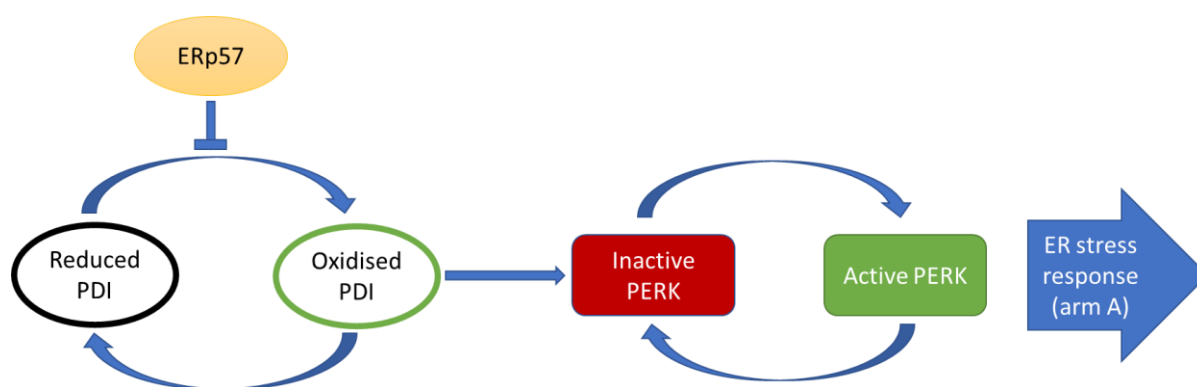 ERp57
Reduced
PDI
Oxidised
PDI
Inactive
PERK
Active PERK
ER stress
response
(arm A)